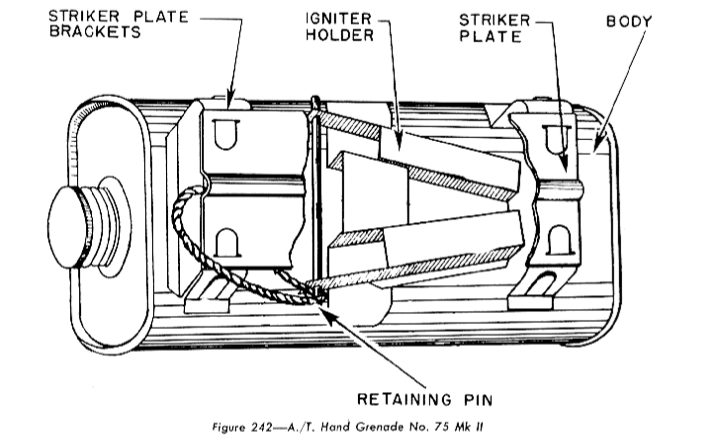 STRIKER PLATE
BRACKETS
IGNITER
HOLDER
STRIKER
PLATE
BODY
RETAINING PIN
Figure 242—A./T. Hand Grenade No. 75 Mk II